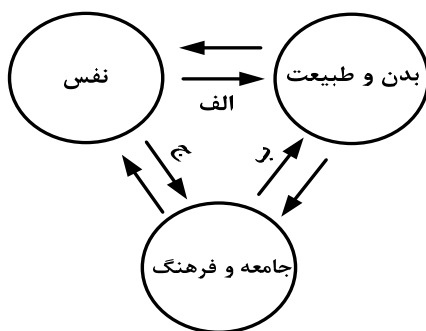 بدن و طبیعت
نفس
الف
ب
ج
جامعه و فرهنگ